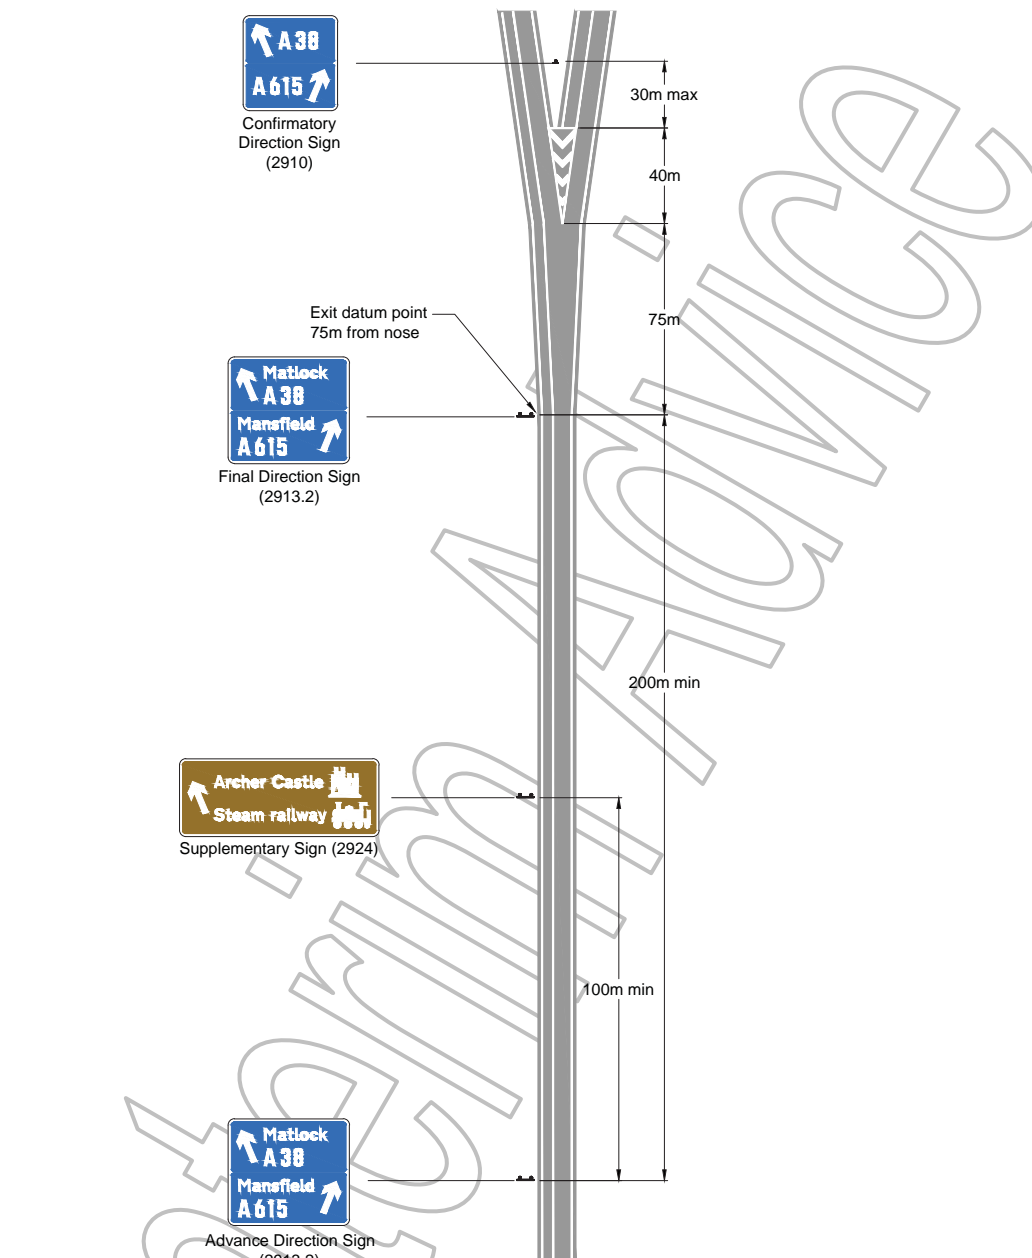 A38
A615
Confirmatory
Direction Sign
(2910)
30m max
40m
75m
Exit datum point
75m from nose
Matlock
A38
Mansfield
A615
Final Direction Sign
(2913.2)
200m min
Archer Castle
Steam railway
Supplementary Sign (2924)
100m min
Matlock
A38
Mansfield
A615
Advance Direction Sign
terim Advice